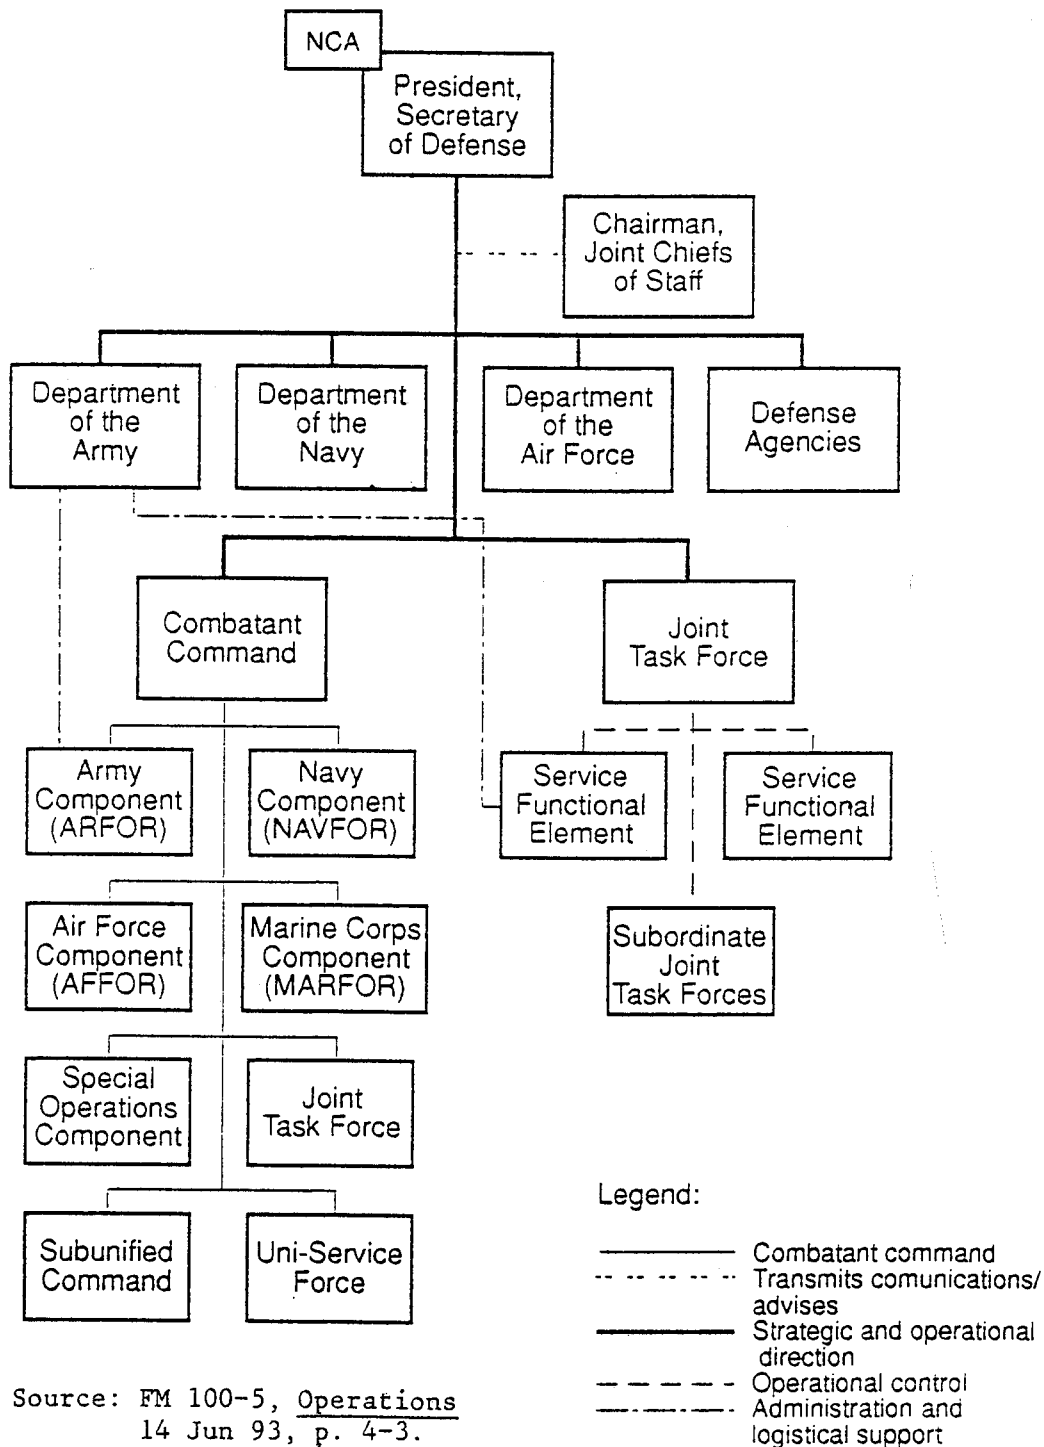 NCA
President,
Secretary
of Defense
Chairman,
Joint Chiefs
of Staff
Department
of the
Army
Department
of the
Navy
Department
of the
Air Force
Defense
Agencies
Combatant
Command
Joint
Task Force
Army
Component
(ARFOR)
Navy
Component
(NAVFOR)
Service
Functional
Element
Service
Functional
Element
Air Force
Component
(AFFOR)
Marine Corps
Component
(MARFOR)
Subordinate
Joint
Task Forces
Special
Operations
Component
Joint
Task Force
Subunified
Command
Uni-Service
Force
Legend:
Combatant command
Transmits comunications/
advises
Strategic and operational
direction
Operational control
Administration and
logistical support
Source: FM 100-5, Operations
14 Jun 93, p. 4-3.